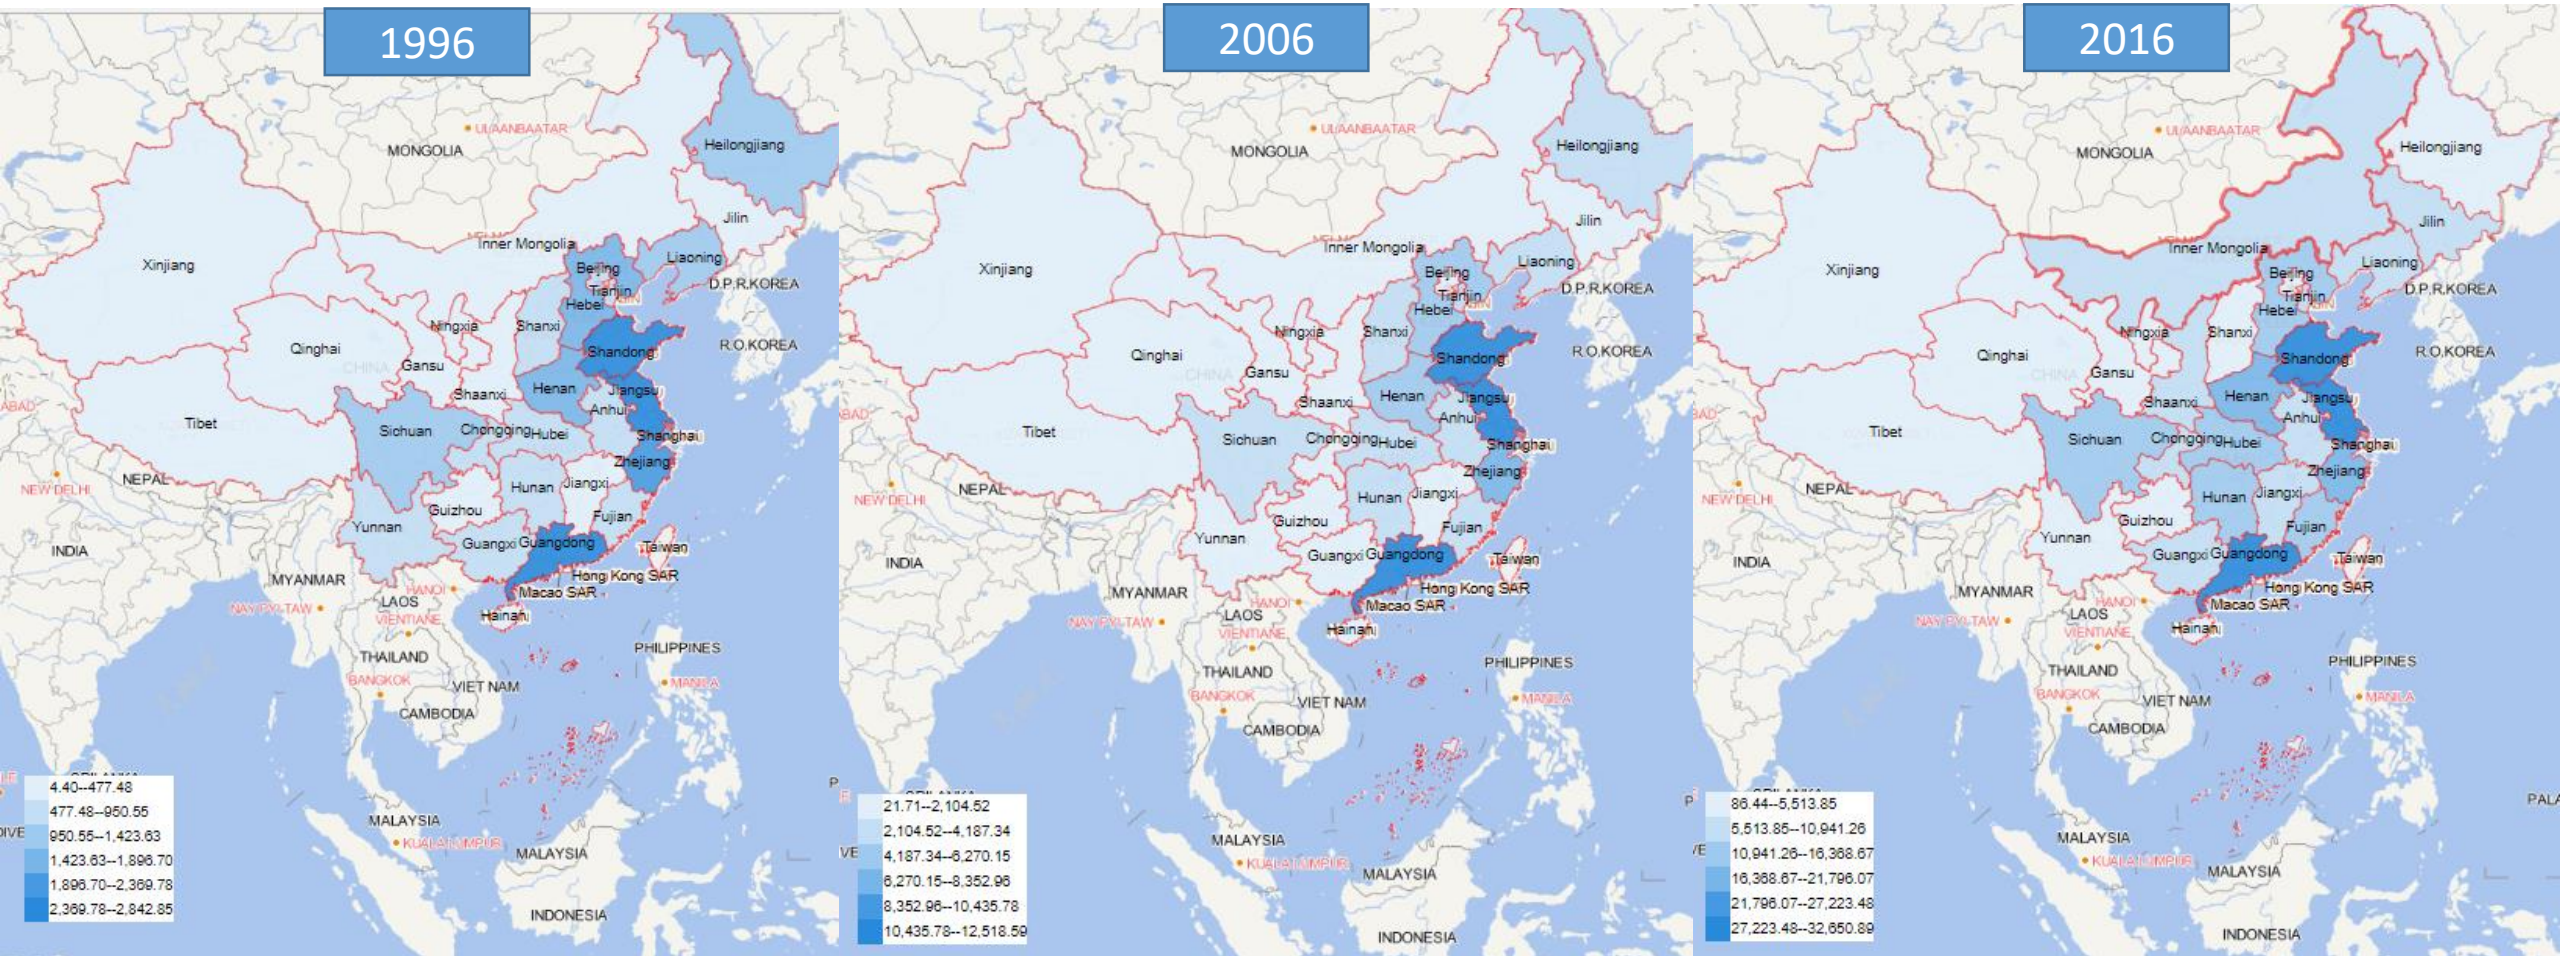 1996
ULAANBAATAR
MONGOLIA
Heilongjiang
Jilin
Inner Mongolia
Xinjiang
Beijing
Liaoning
Tianjin
D.P.R.KOREA
Hebei
Ningxia
Shanxi
Qinghai
Shandong
R.O.KOREA
CHINA
Gansu
Shaanxi
Henan
Jiangsu
Anhui
Tibet
Sichuan
Chongqing
Hubei
Shanghai
Zhejiang
NEPAL
NEW DELHI
Hunan
Jiangxi
Guizhou
Fujian
Yunnan
Guangxi
Guangdong
Taiwan
INDIA
MYANMAR
Hong Kong SAR
HANOI
Macao SAR
LAOS
NAY PYI TAW
VIENTIANE
Hainan
THAILAND
PHILIPPINES
BANGKOK
VIET NAM
MANILA
CAMBODIA
MALAYSIA
KUALA LUMPUR
MALAYSIA
INDONESIA
4.40--477.48
477.48--950.55
950.55--1,423.63
1,423.63--1,896.70
1,896.70--2,369.78
2,369.78--2,842.85
2006
ULAANBAATAR
MONGOLIA
Heilongjiang
Jilin
Inner Mongolia
Xinjiang
Beijing
Liaoning
Tianjin
D.P.R.KOREA
Hebei
Ningxia
Shanxi
Qinghai
Shandong
R.O.KOREA
CHINA
Gansu
Shaanxi
Henan
Jiangsu
Anhui
Tibet
Sichuan
Chongqing
Hubei
Shanghai
Zhejiang
NEPAL
NEW DELHI
Hunan
Jiangxi
Guizhou
Fujian
Yunnan
Guangxi
Guangdong
Taiwan
INDIA
MYANMAR
Hong Kong SAR
HANOI
Macao SAR
LAOS
NAY PYI TAW
VIENTIANE
Hainan
THAILAND
PHILIPPINES
BANGKOK
VIET NAM
MANILA
CAMBODIA
MALAYSIA
KUALA LUMPUR
MALAYSIA
INDONESIA
21.71--2,104.52
2,104.52--4,187.34
4,187.34--6,270.15
6,270.15--8,352.96
8,352.96--10,435.78
10,435.78--12,518.59
2016
ULAANBAATAR
MONGOLIA
Heilongjiang
Jilin
Inner Mongolia
Xinjiang
Beijing
Liaoning
Tianjin
D.P.R.KOREA
Hebei
Ningxia
Shanxi
Qinghai
Shandong
R.O.KOREA
CHINA
Gansu
Shaanxi
Henan
Jiangsu
Anhui
Tibet
Sichuan
Chongqing
Hubei
Shanghai
Zhejiang
NEPAL
NEW DELHI
Hunan
Jiangxi
Guizhou
Fujian
Yunnan
Guangxi
Guangdong
Taiwan
INDIA
MYANMAR
Hong Kong SAR
HANOI
Macao SAR
LAOS
NAY PYI TAW
VIENTIANE
Hainan
THAILAND
PHILIPPINES
BANGKOK
VIET NAM
MANILA
CAMBODIA
PALA
MALAYSIA
KUALA LUMPUR
MALAYSIA
INDONESIA
86.44--5,513.85
5,513.85--10,941.26
10,941.26--16,368.67
16,368.67--21,796.07
21,796.07--27,223.48
27,223.48--32,650.89